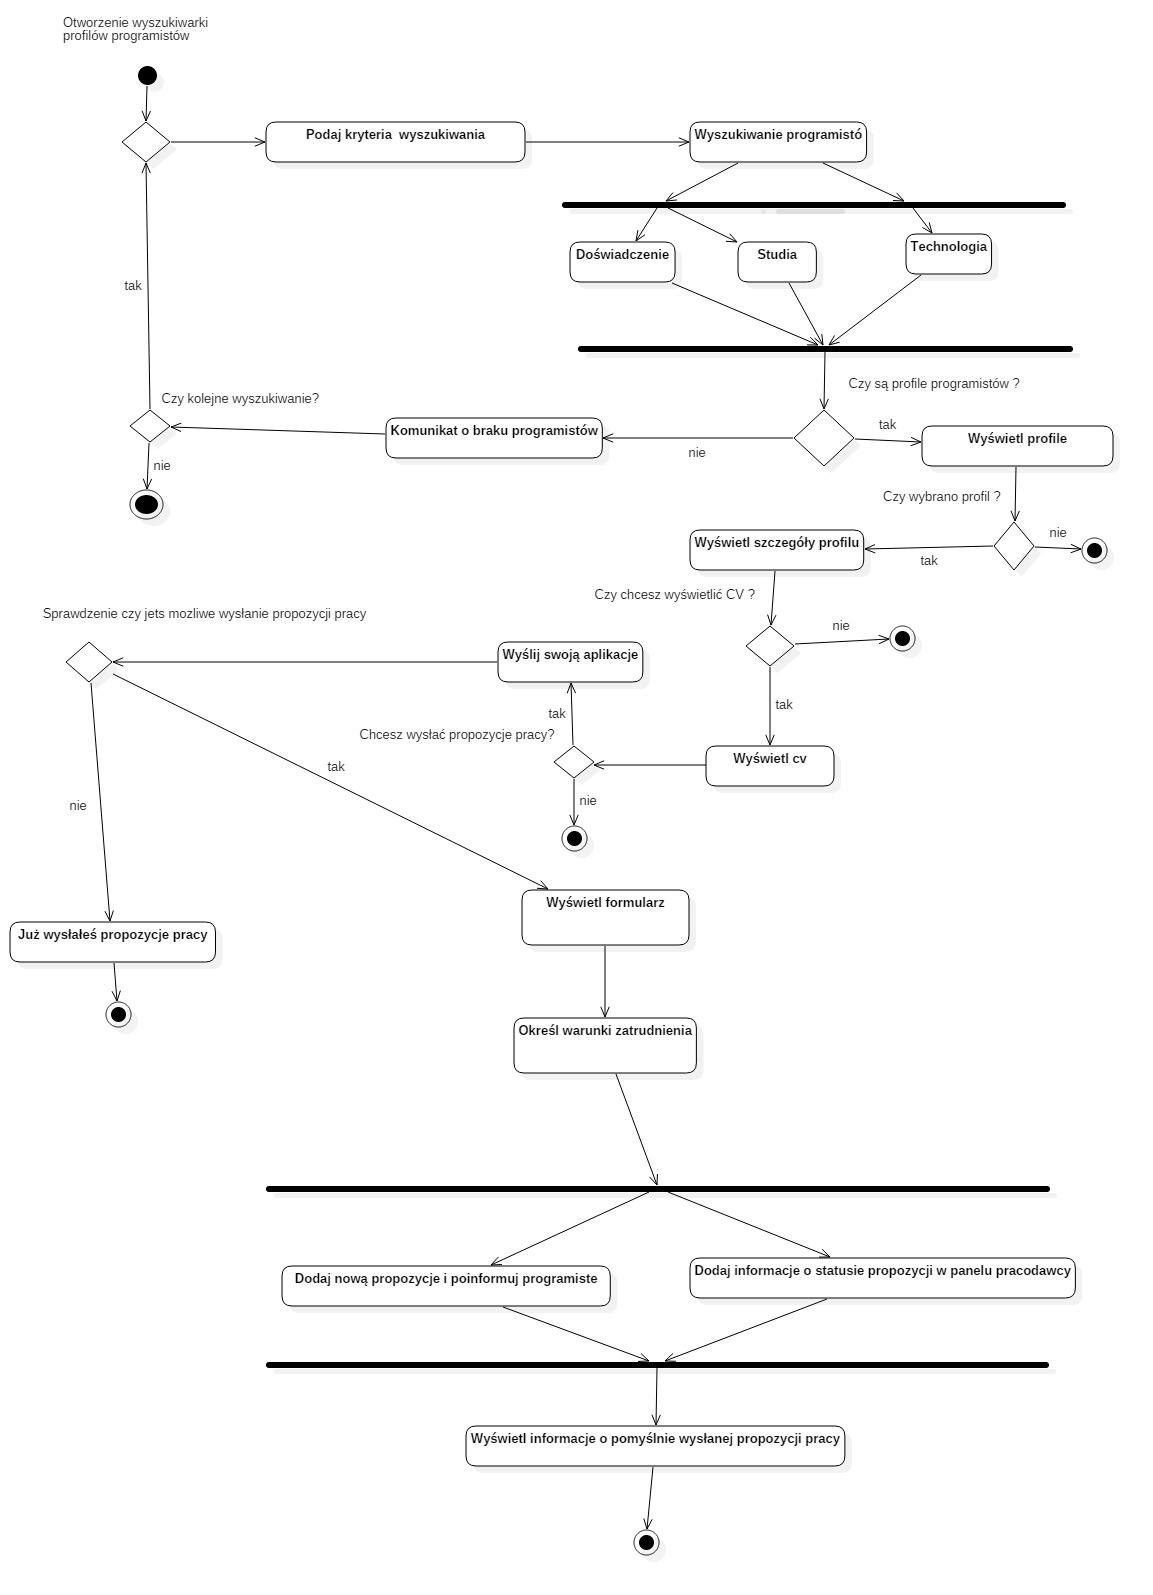 Otworzenie wyszukiwarki
profilów programistów
Podaj kryteria  wyszukiwania
Wyszukiwanie programistó
Doświadczenie
Studia
Technologia
tak
Czy są profile programistów ?
Czy kolejne wyszukiwanie?
Komunikat o braku programistów
nie
tak
Wyświetl profile
nie
Czy wybrano profil ?
Wyświetl szczegóły profilu
tak
nie
Czy chcesz wyświetlić CV ?
nie
tak
Sprawdzenie czy jets mozliwe wysłanie propozycji pracy
Wyślij swoją aplikacje
tak
Chcesz wysłać propozycje pracy?
Wyświetl cv
nie
tak
nie
Wyświetl formularz
Już wysłałeś propozycje pracy
Określ warunki zatrudnienia
Dodaj nową propozycje i poinformuj programiste
Dodaj informacje o statusie propozycji w panelu pracodawcy
Wyświetl informacje o pomyślnie wysłanej propozycji pracy